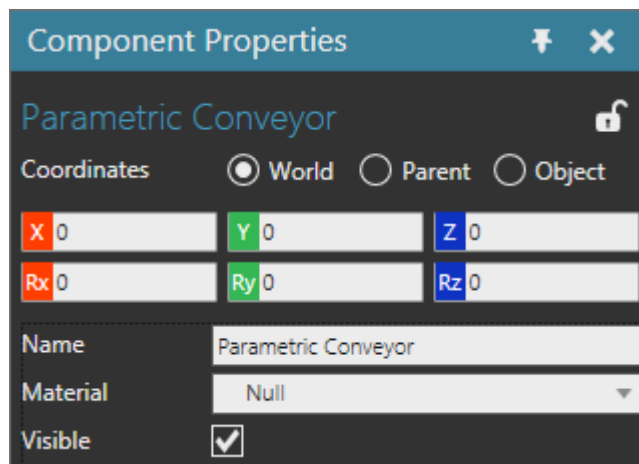 Component Properties
Parametric Conveyor
Coordinates World Parent Object
X 0 Y 0 Z 0
Rx 0 Ry 0 Rz 0
Name Parametric Conveyor
Material Null
Visible